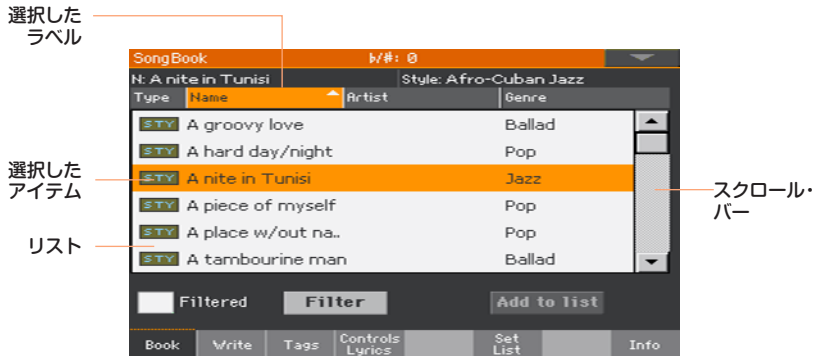 選択した
ラベル
SongBook ♭/#: 0
N: A nite in Tunisi Style: Afro-Cuban Jazz
Type Name Artist Genre
STY A groovy love Ballad
STY A hard day/night Pop
選択した
アイテム
STY A nite in Tunisi Jazz
スクロール・
バー
STY A piece of myself Pop
リスト
STY A place w/out na.. Pop
STY A tambourine man Ballad
Filtered Filter Add to list
Book Write Tags Controls Lyrics Set List Info